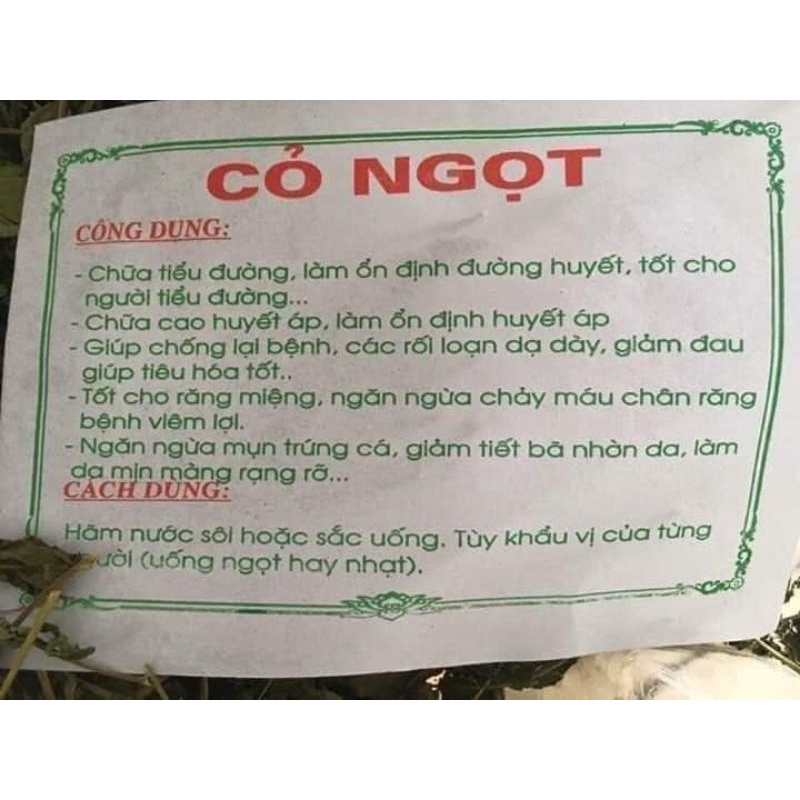 CỎ NGỌT
CÔNG DỤNG:
- Chữa tiểu đường, làm ổn định đường huyết, tốt cho
người tiểu đường...
- Chữa cao huyết áp, làm ổn định huyết áp
- Giúp chống lại bệnh, các rối loạn dạ dày, giảm đau
giúp tiêu hóa tốt..
- Tốt cho răng miệng, ngăn ngừa chảy máu chân răng
bệnh viêm lợi.
- Ngăn ngừa mụn trứng cá, giảm tiết bã nhờn da, làm
da mịn màng rạng rỡ...
CÁCH DÙNG:
Hãm nước sôi hoặc sắc uống. Tùy khẩu vị của từng
(uống ngọt hay nhạt).